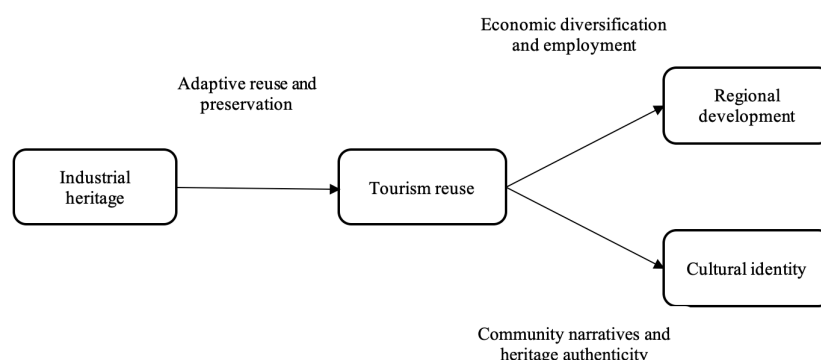 Economic diversification
and employment
Adaptive reuse and
preservation
Regional
development
Industrial
heritage
Tourism reuse
Cultural identity
Community narratives and
heritage authenticity